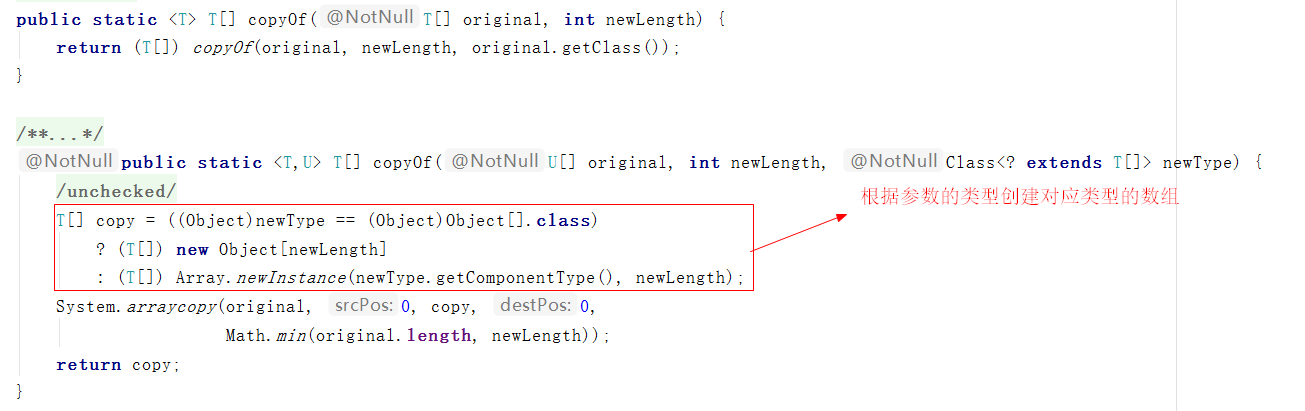 public static <T> T[] copyOf( @NotNull T[] original, int newLength) {
return (T[]) copyOf(original, newLength, original.getClass());
}
/**...*/
@NotNull public static <T,U> T[] copyOf( @NotNull U[] original, int newLength, @NotNull Class<? extends T[]> newType) {
/unchecked/
根据参数的类型创建对应类型的数组
T[] copy = ((Object)newType == (Object)Object[].class)
? (T[]) new Object[newLength]
: (T[]) Array.newInstance(newType.getComponentType(), newLength);
System.arraycopy(original, srcPos: 0, copy, destPos: 0,
Math.min(original.length, newLength));
return copy;
}